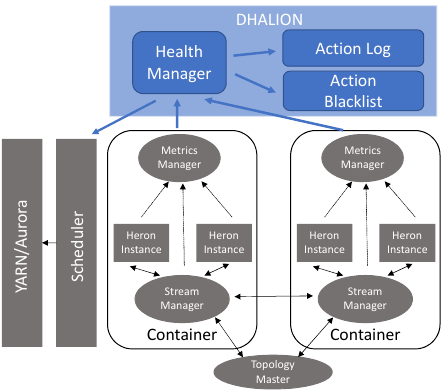 DHALION
Health
Manager
Action Log
Action
Blacklist
YARN/Aurora
Scheduler
Metrics
Manager
Heron
Instance
Heron
Instance
Stream
Manager
Container
Metrics
Manager
Heron
Instance
Heron
Instance
Stream
Manager
Container
Topology
Master